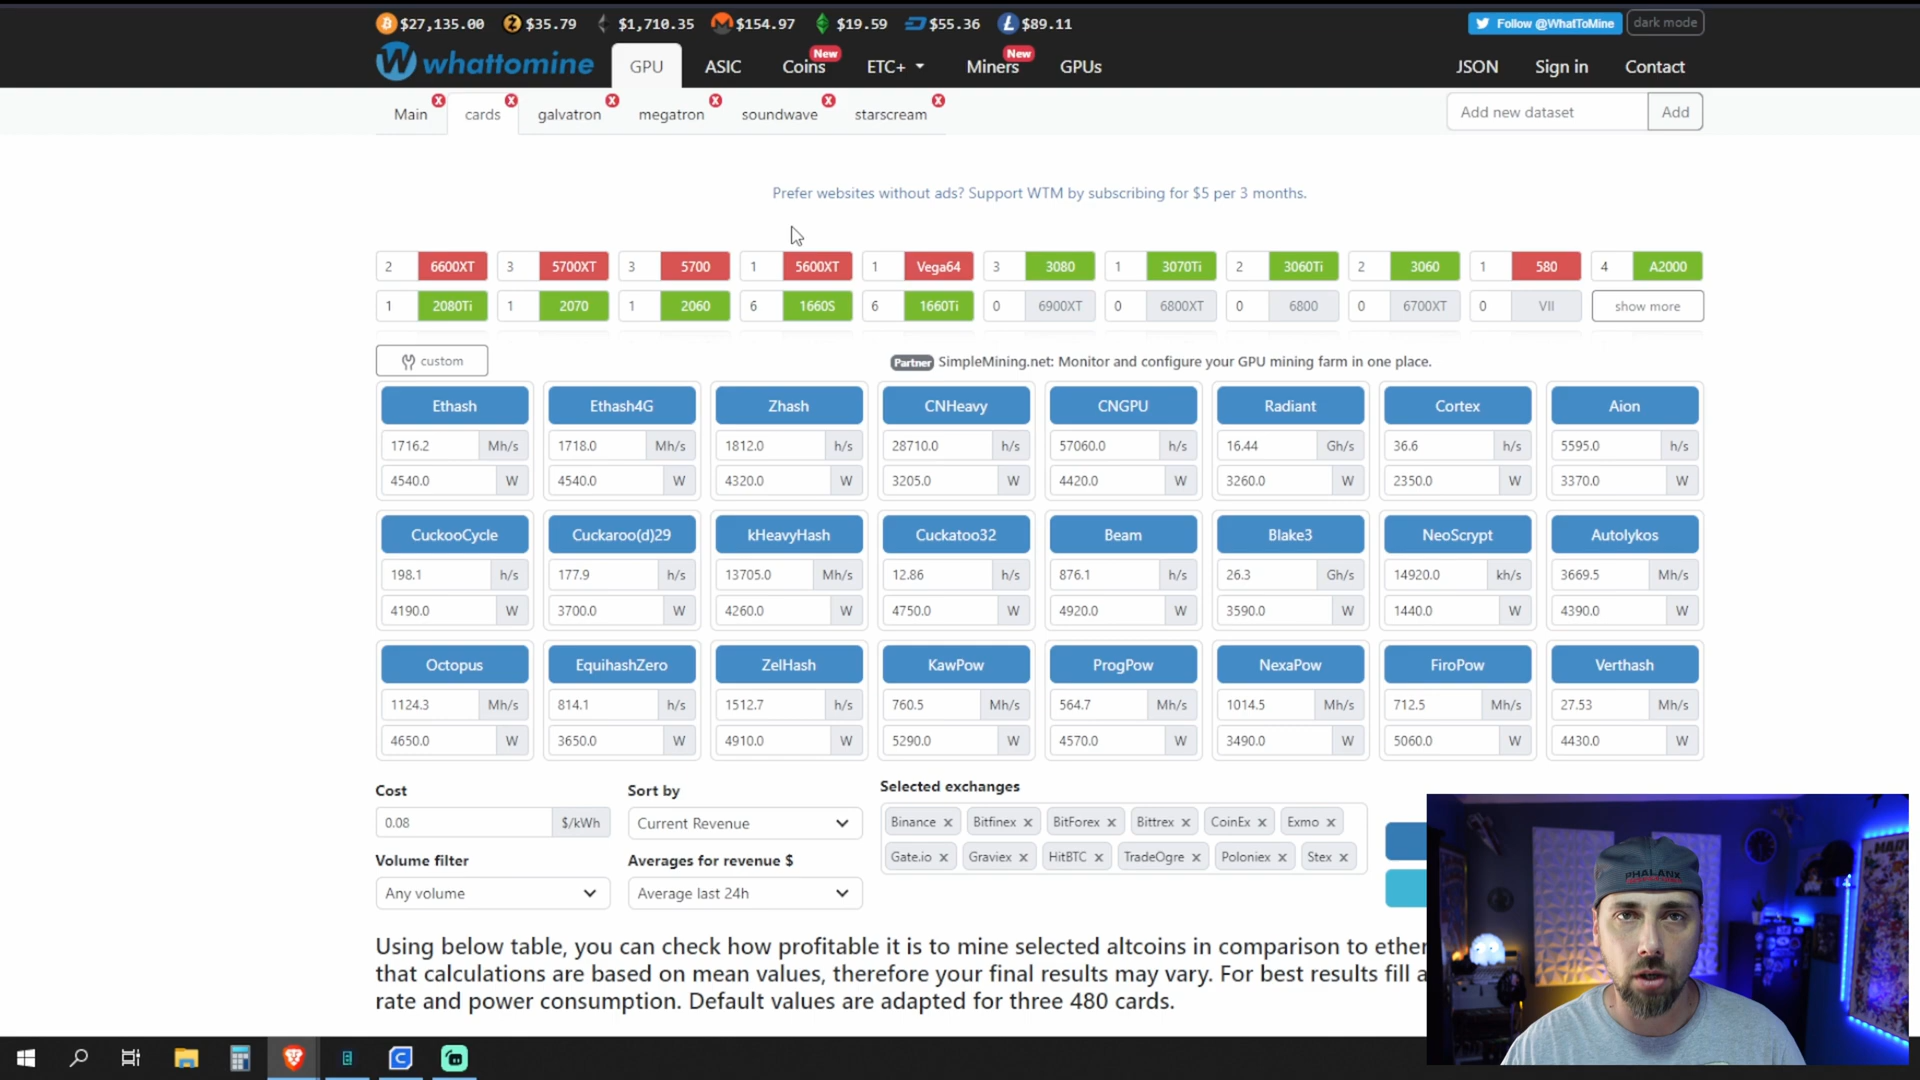 $27,135.00 $35.79 $1,710.35 $154.97 $19.59 $55.36 $89.11 Follow @WhatToMine dark mode
whattomine GPU ASIC Coins New ETC+ Miners New GPUs JSON Sign in Contact
Main x cards x galvatron x megatron x soundwave x starscream x Add new dataset Add
Prefer websites without ads? Support WTM by subscribing for $5 per 3 months.
2 6600XT 3 5700XT 3 5700 1 5600XT 1 Vega64 3 3080 1 3070Ti 2 3060Ti 2 3060 1 580 4 A2000
1 2080Ti 1 2070 1 2060 6 1660S 6 1660Ti 0 6900XT 0 6800XT 0 6800 0 6700XT 0 VII show more
custom Partner SimpleMining.net: Monitor and configure your GPU mining farm in one place.
Ethash Ethash4G Zhash CNHeavy CNGPU Radiant Cortex Aion
1716.2 Mh/s 1718.0 Mh/s 1812.0 h/s 28710.0 h/s 57060.0 h/s 16.44 Gh/s 36.6 h/s 5595.0 h/s
4540.0 W 4540.0 W 4320.0 W 3205.0 W 4420.0 W 3260.0 W 2350.0 W 3370.0 W
CuckooCycle Cuckaroo(d)29 kHeavyHash Cuckatoo32 Beam Blake3 NeoScrypt Autolykos
198.1 h/s 177.9 h/s 13705.0 Mh/s 12.86 h/s 876.1 h/s 26.3 Gh/s 14920.0 kh/s 3669.5 Mh/s
4190.0 W 3700.0 W 4260.0 W 4750.0 W 4920.0 W 3590.0 W 1440.0 W 4390.0 W
Octopus EquihashZero ZelHash KawPow ProgPow NexaPow FiroPow Verthash
1124.3 Mh/s 814.1 h/s 1512.7 h/s 760.5 Mh/s 564.7 Mh/s 1014.5 Mh/s 712.5 Mh/s 27.53 Mh/s
4650.0 W 3650.0 W 4910.0 W 5290.0 W 4570.0 W 3490.0 W 5060.0 W 4430.0 W
Cost Sort by Selected exchanges
0.08 $/kWh Current Revenue Binance × Bitfinex × BitForex × Bittrex × CoinEx × Exmo ×
Volume filter Averages for revenue $ Gate.io × Graviex × HitBTC × TradeOgre × Poloniex × Stex ×
Any volume Average last 24h
Using below table, you can check how profitable it is to mine selected altcoins in comparison to ether
that calculations are based on mean values, therefore your final results may vary. For best results fill a
rate and power consumption. Default values are adapted for three 480 cards.
PHALANX